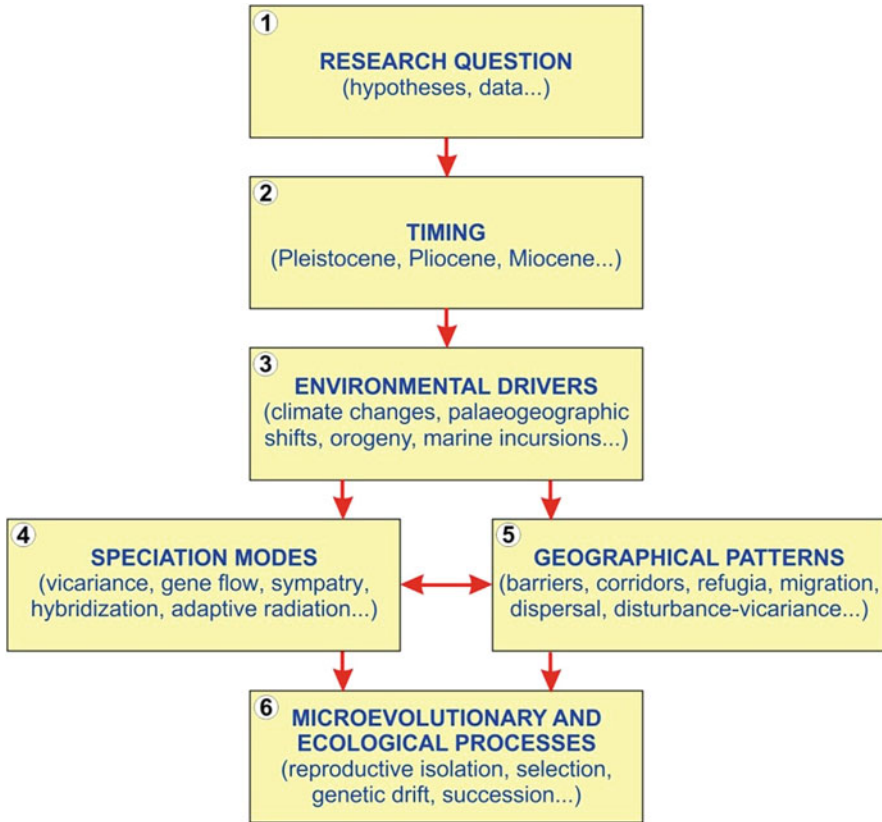 1
RESEARCH QUESTION
(hypotheses, data...)
2
TIMING
(Pleistocene, Pliocene, Miocene...)
3
ENVIRONMENTAL DRIVERS
(climate changes, palaeogeographic
shifts, orogeny, marine incursions...)
4
SPECIATION MODES
(vicariance, gene flow, sympatry,
hybridization, adaptive radiation...)
5
GEOGRAPHICAL PATTERNS
(barriers, corridors, refugia, migration,
dispersal, disturbance-vicariance...)
6
MICROEVOLUTIONARY AND
ECOLOGICAL PROCESSES
(reproductive isolation, selection,
genetic drift, succession...)